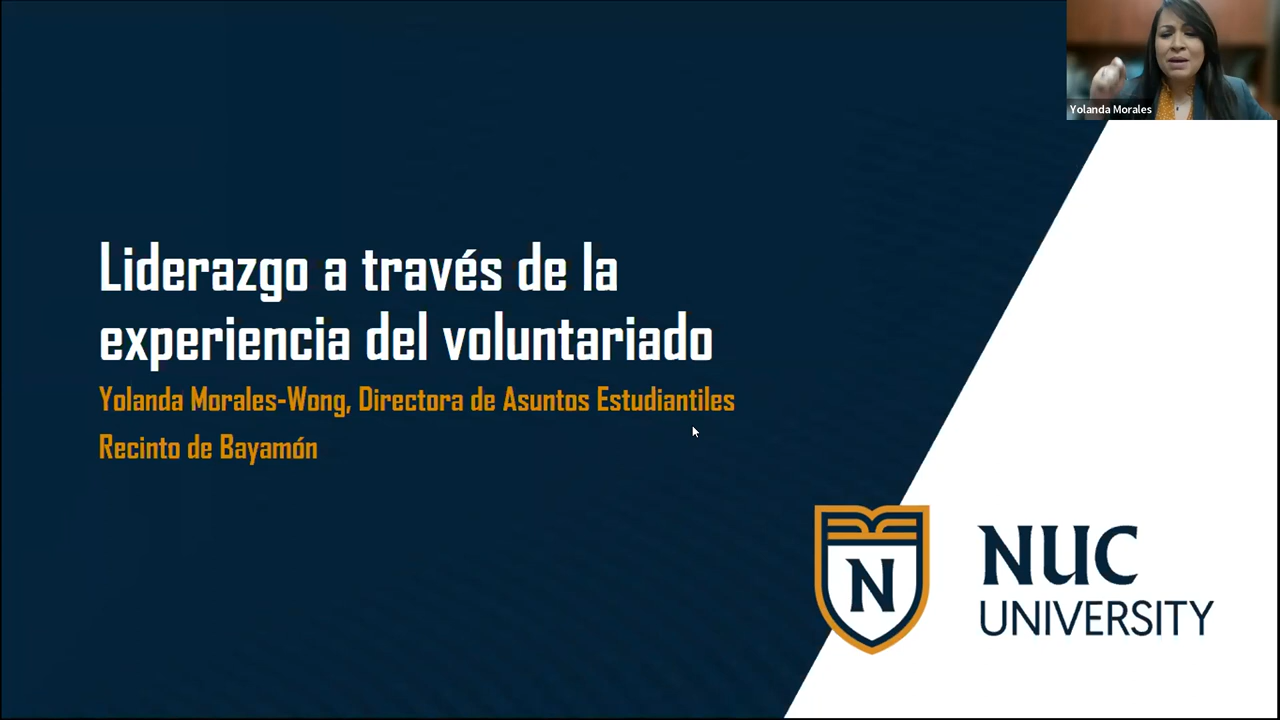 Yolanda Morales
Liderazgo a través de la
experiencia del voluntariado
Yolanda Morales-Wong, Directora de Asuntos Estudiantiles
Recinto de Bayamón
N
NUC
UNIVERSITY